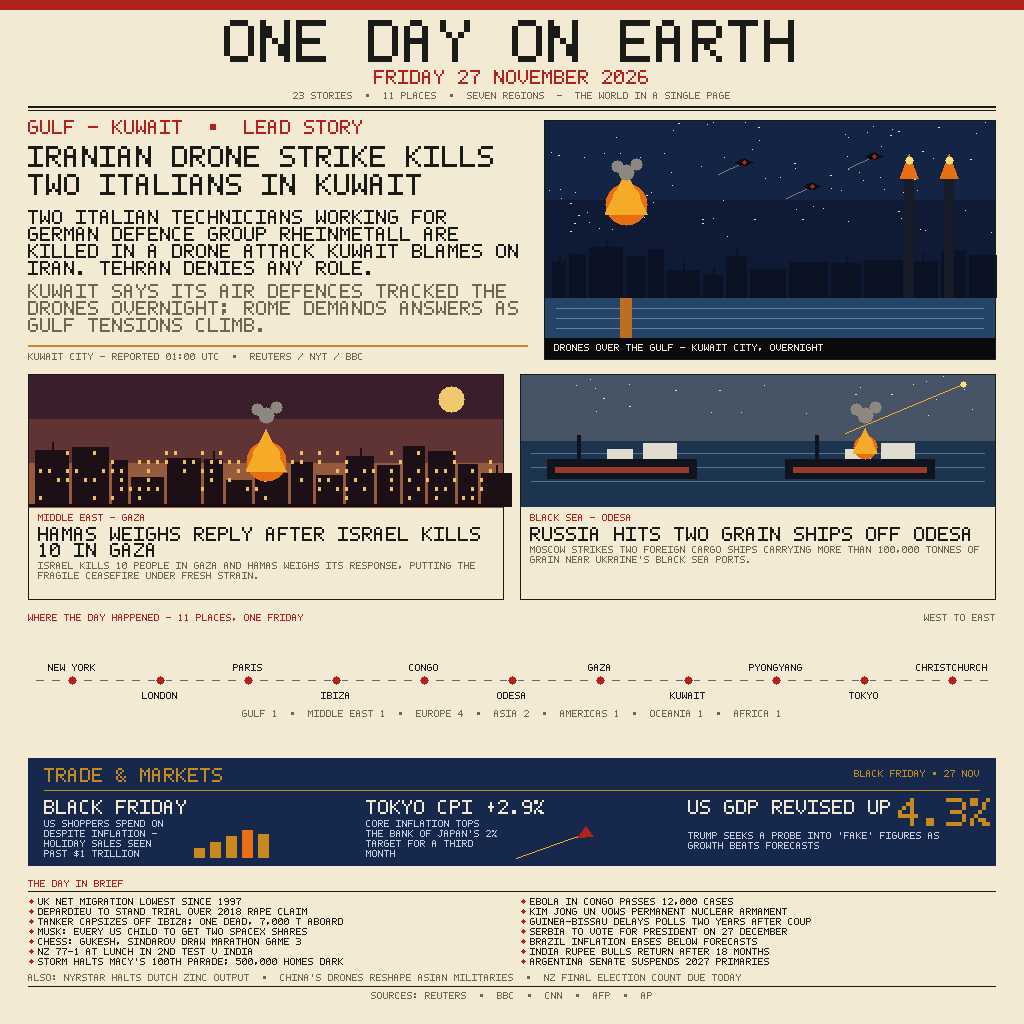 ONE DAY ON EARTH
FRIDAY 27 NOVEMBER 2026
23 STORIES ▪ 11 PLACES ▪ SEVEN REGIONS – THE WORLD IN A SINGLE PAGE
GULF – KUWAIT ▪ LEAD STORY
IRANIAN DRONE STRIKE KILLS
TWO ITALIANS IN KUWAIT
TWO ITALIAN TECHNICIANS WORKING FOR
GERMAN DEFENCE GROUP RHEINMETALL ARE
KILLED IN A DRONE ATTACK KUWAIT BLAMES ON
IRAN. TEHRAN DENIES ANY ROLE.
KUWAIT SAYS ITS AIR DEFENCES TRACKED THE
DRONES OVERNIGHT; ROME DEMANDS ANSWERS AS
GULF TENSIONS CLIMB.
KUWAIT CITY – REPORTED 01:00 UTC ▪ REUTERS / NYT / BBC
DRONES OVER THE GULF – KUWAIT CITY, OVERNIGHT
MIDDLE EAST – GAZA
HAMAS WEIGHS REPLY AFTER ISRAEL KILLS
10 IN GAZA
ISRAEL KILLS 10 PEOPLE IN GAZA AND HAMAS WEIGHS ITS RESPONSE, PUTTING THE
FRAGILE CEASEFIRE UNDER FRESH STRAIN.
BLACK SEA – ODESA
RUSSIA HITS TWO GRAIN SHIPS OFF ODESA
MOSCOW STRIKES TWO FOREIGN CARGO SHIPS CARRYING MORE THAN 100,000 TONNES OF
GRAIN NEAR UKRAINE'S BLACK SEA PORTS.
WHERE THE DAY HAPPENED – 11 PLACES, ONE FRIDAY
WEST TO EAST
NEW YORK PARIS CONGO GAZA PYONGYANG CHRISTCHURCH
LONDON IBIZA ODESA KUWAIT TOKYO
GULF 1 ▪ MIDDLE EAST 1 ▪ EUROPE 4 ▪ ASIA 2 ▪ AMERICAS 1 ▪ OCEANIA 1 ▪ AFRICA 1
TRADE & MARKETS
BLACK FRIDAY ▪ 27 NOV
BLACK FRIDAY
US SHOPPERS SPEND ON
DESPITE INFLATION –
HOLIDAY SALES SEEN
PAST $1 TRILLION
TOKYO CPI +2.9%
CORE INFLATION TOPS
THE BANK OF JAPAN'S 2%
TARGET FOR A THIRD
MONTH
US GDP REVISED UP 4.3%
TRUMP SEEKS A PROBE INTO 'FAKE' FIGURES AS
GROWTH BEATS FORECASTS
THE DAY IN BRIEF
◆ UK NET MIGRATION LOWEST SINCE 1997
◆ DEPARDIEU TO STAND TRIAL OVER 2018 RAPE CLAIM
◆ TANKER CAPSIZES OFF IBIZA; ONE DEAD, 7,000 T ABOARD
◆ MUSK: EVERY US CHILD TO GET TWO SPACEX SHARES
◆ CHESS: GUKESH, SINDAROV DRAW MARATHON GAME 3
◆ NZ 77-1 AT LUNCH IN 2ND TEST V INDIA
◆ STORM HALTS MACY'S 100TH PARADE; 500,000 HOMES DARK
◆ EBOLA IN CONGO PASSES 12,000 CASES
◆ KIM JONG UN VOWS PERMANENT NUCLEAR ARMAMENT
◆ GUINEA-BISSAU DELAYS POLLS TWO YEARS AFTER COUP
◆ SERBIA TO VOTE FOR PRESIDENT ON 27 DECEMBER
◆ BRAZIL INFLATION EASES BELOW FORECASTS
◆ INDIA RUPEE BULLS RETURN AFTER 18 MONTHS
◆ ARGENTINA SENATE SUSPENDS 2027 PRIMARIES
ALSO: NYRSTAR HALTS DUTCH ZINC OUTPUT ▪ CHINA'S DRONES RESHAPE ASIAN MILITARIES ▪ NZ FINAL ELECTION COUNT DUE TODAY
SOURCES: REUTERS ▪ BBC ▪ CNN ▪ AFP ▪ AP